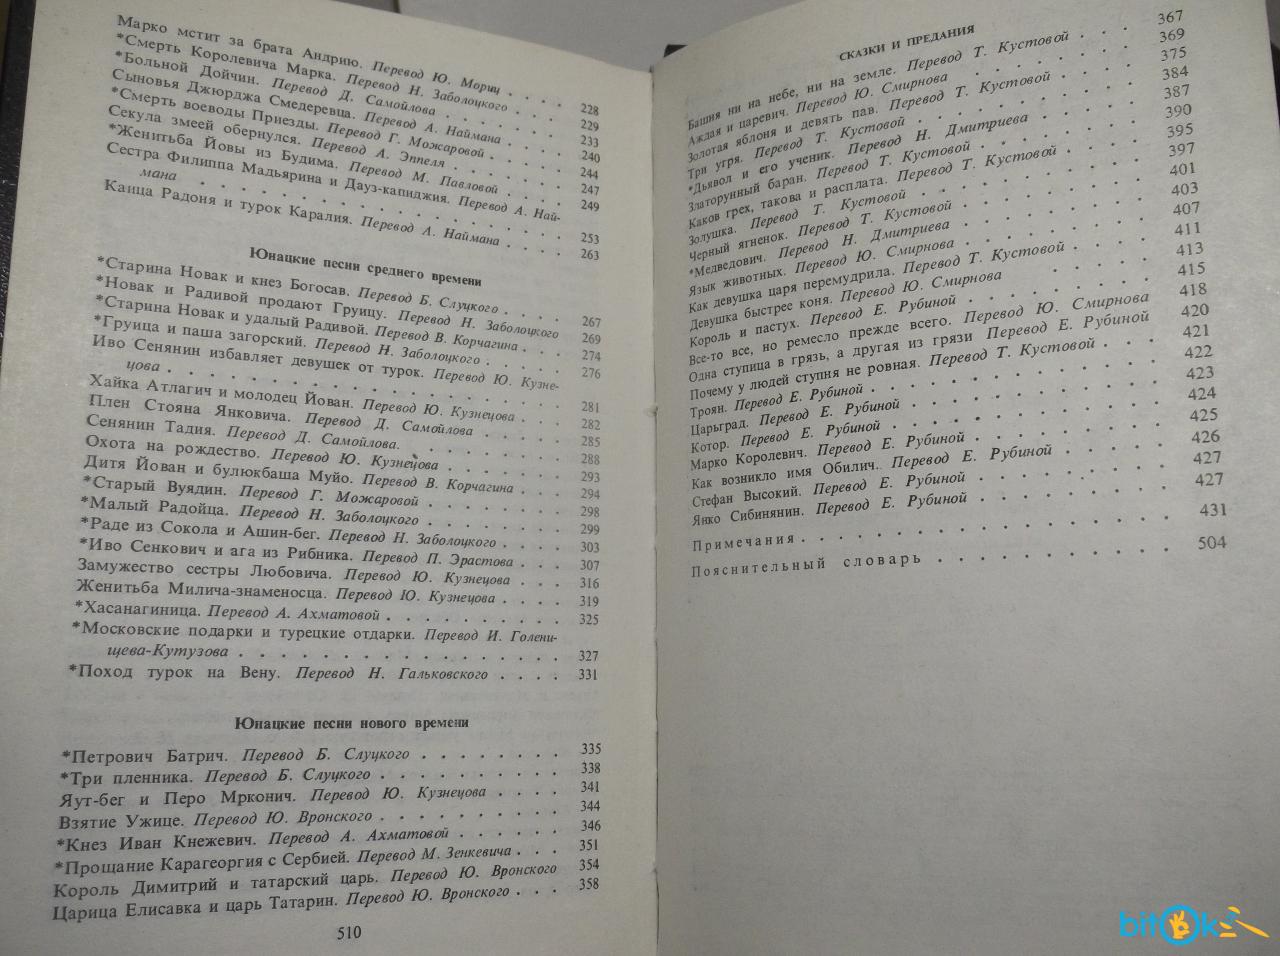 Марко мстит за брата Андрию. Перевод Ю. Мориц . . . . 228
*Смерть Королевича Марка. Перевод Н. Заболоцкого . . . 229
*Больной Дойчин. Перевод Д. Самойлова . . . . . . . 233
Сыновья Джюрджа Смедеревца. Перевод А. Наймана . . . . 240
*Смерть воеводы Приезды. Перевод Г. Можаровой . . . . . 244
Секула змеей обернулся. Перевод А. Эппеля . . . . . . . 247
*Женитьба Йовы из Будима. Перевод М. Павловой . . . . 249
Сестра Филиппа Мадьярина и Дауз-капиджия. Перевод А. Най-
мана . . . . . . . . . . . . . . . . 253
Каица Радоня и турок Каралия. Перевод А. Наймана . . . . 263
Юнацкие песни среднего времени
*Старина Новак и кнез Богосав. Перевод Б. Слуцкого . . . . 267
*Новак и Радивой продают Груицу. Перевод Н. Заболоцкого 269
*Старина Новак и удалый Радивой. Перевод В. Корчагина . . . 274
*Груица и паша загорский. Перевод Н. Заболоцкого . . . . . 276
Иво Сенянин избавляет девушек от турок. Перевод Ю. Кузне-
цова . . . . . . . . . . . . . . . . 281
Хайка Атлагич и молодец Йован. Перевод Ю. Кузнецова . . . 282
Плен Стояна Янковича. Перевод Д. Самойлова . . . . . 285
Сенянин Тадия. Перевод Д. Самойлова. . . . . . . . 288
Охота на рождество. Перевод Ю. Кузнецова . . . . . . 293
Дитя Йован и булюкбаша Муйо. Перевод В. Корчагина . . . 294
*Старый Вуядин. Перевод Г. Можаровой . . . . . . . 298
*Малый Радойца. Перевод Н. Заболоцкого . . . . . . . 299
*Раде из Сокола и Ашин-бег. Перевод Н. Заболоцкого . . . . 303
*Иво Сенкович и ага из Рибника. Перевод П. Эрастова . . . 307
Замужество сестры Любовича. Перевод Ю. Кузнецова . . . . 316
Женитьба Милича-знаменосца. Перевод Ю. Кузнецова . . . . 319
*Хасанагиница. Перевод А. Ахматовой . . . . . . . . . 325
*Московские подарки и турецкие отдарки. Перевод И. Голени-
щева-Кутузова . . . . . . . . . . . . . . . . 327
*Поход турок на Вену. Перевод Н. Гальковского . . . . 331
Юнацкие песни нового времени
*Петрович Батрич. Перевод Б. Слуцкого . . . . . . . . 335
*Три пленника. Перевод Б. Слуцкого . . . . . . . . . . 338
Яут-бег и Перо Мрконич. Перевод Ю. Кузнецова . . . . . 341
Взятие Ужице. Перевод Ю. Вронского . . . . . . . . . . 344
*Кнез Иван Кнежевич. Перевод А. Ахматовой . . . . . . 346
*Прощание Карагеоргия с Сербией. Перевод М. Зенкевича . . . 351
Король Димитрий и татарский царь. Перевод Ю. Вронского 354
Царица Елисавка и царь Татарин. Перевод Ю. Вронского . . . 358
510
СКАЗКИ И ПРЕДАНИЯ
Башня ни на небе, ни на земле. Перевод Т. Кустовой . . . 367
Аждая и царевич. Перевод Ю. Смирнова . . . . . . . 369
Золотая яблоня и девять пав. Перевод Т. Кустовой . . . . 375
Три угря. Перевод Т. Кустовой . . . . . . . . . . 384
*Дьявол и его ученик. Перевод Н. Дмитриева . . . . . 387
Златорунный баран. Перевод Т. Кустовой . . . . . . . 390
Каков грех, такова и расплата. Перевод Т. Кустовой . . . . 395
Золушка. Перевод Т. Кустовой . . . . . . . . . . 397
Черный ягненок. Перевод Т. Кустовой . . . . . . . . 401
*Медведович. Перевод Н. Дмитриева . . . . . . . . 403
Язык животных. Перевод Ю. Смирнова . . . . . . . . 407
Как девушка царя перемудрила. Перевод Т. Кустовой . . . . 411
Девушка быстрее коня. Перевод Ю. Смирнова . . . . . 413
Король и пастух. Перевод Е. Рубиной . . . . . . . . 415
Все-то все, но ремесло прежде всего. Перевод Ю. Смирнова 418
Одна ступица в грязь, а другая из грязи Перевод Е. Рубиной 420
Почему у людей ступня не ровная. Перевод Т. Кустовой . . . 421
Троян. Перевод Е. Рубиной . . . . . . . . . . . 422
Царьград. Перевод Е. Рубиной . . . . . . . . . . 423
Котор. Перевод Е. Рубиной . . . . . . . . . . . 424
Марко Королевич. Перевод Е. Рубиной . . . . . . . . 425
Как возникло имя Обилич. Перевод Е. Рубиной . . . . . 426
Стефан Высокий. Перевод Е. Рубиной . . . . . . . . 427
Янко Сибинянин. Перевод Е. Рубиной . . . . . . . . 427
Примечания . . . . . . . . . . . . . . . . 431
Пояснительный словарь . . . . . . . . . . . 504
bitOk